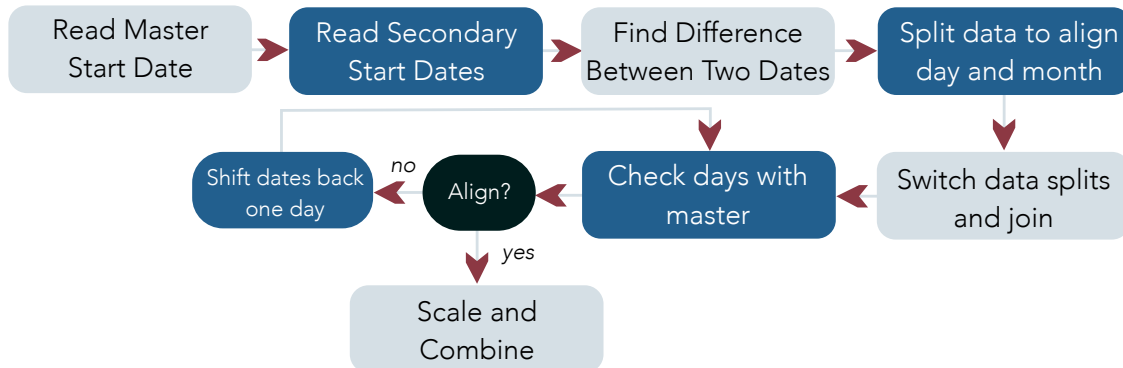 Read Master
Start Date
Read Secondary
Start Dates
Find Difference
Between Two Dates
Split data to align
day and month
Switch data splits
and join
Check days with
master
Align?
no
Shift dates back
one day
yes
Scale and
Combine